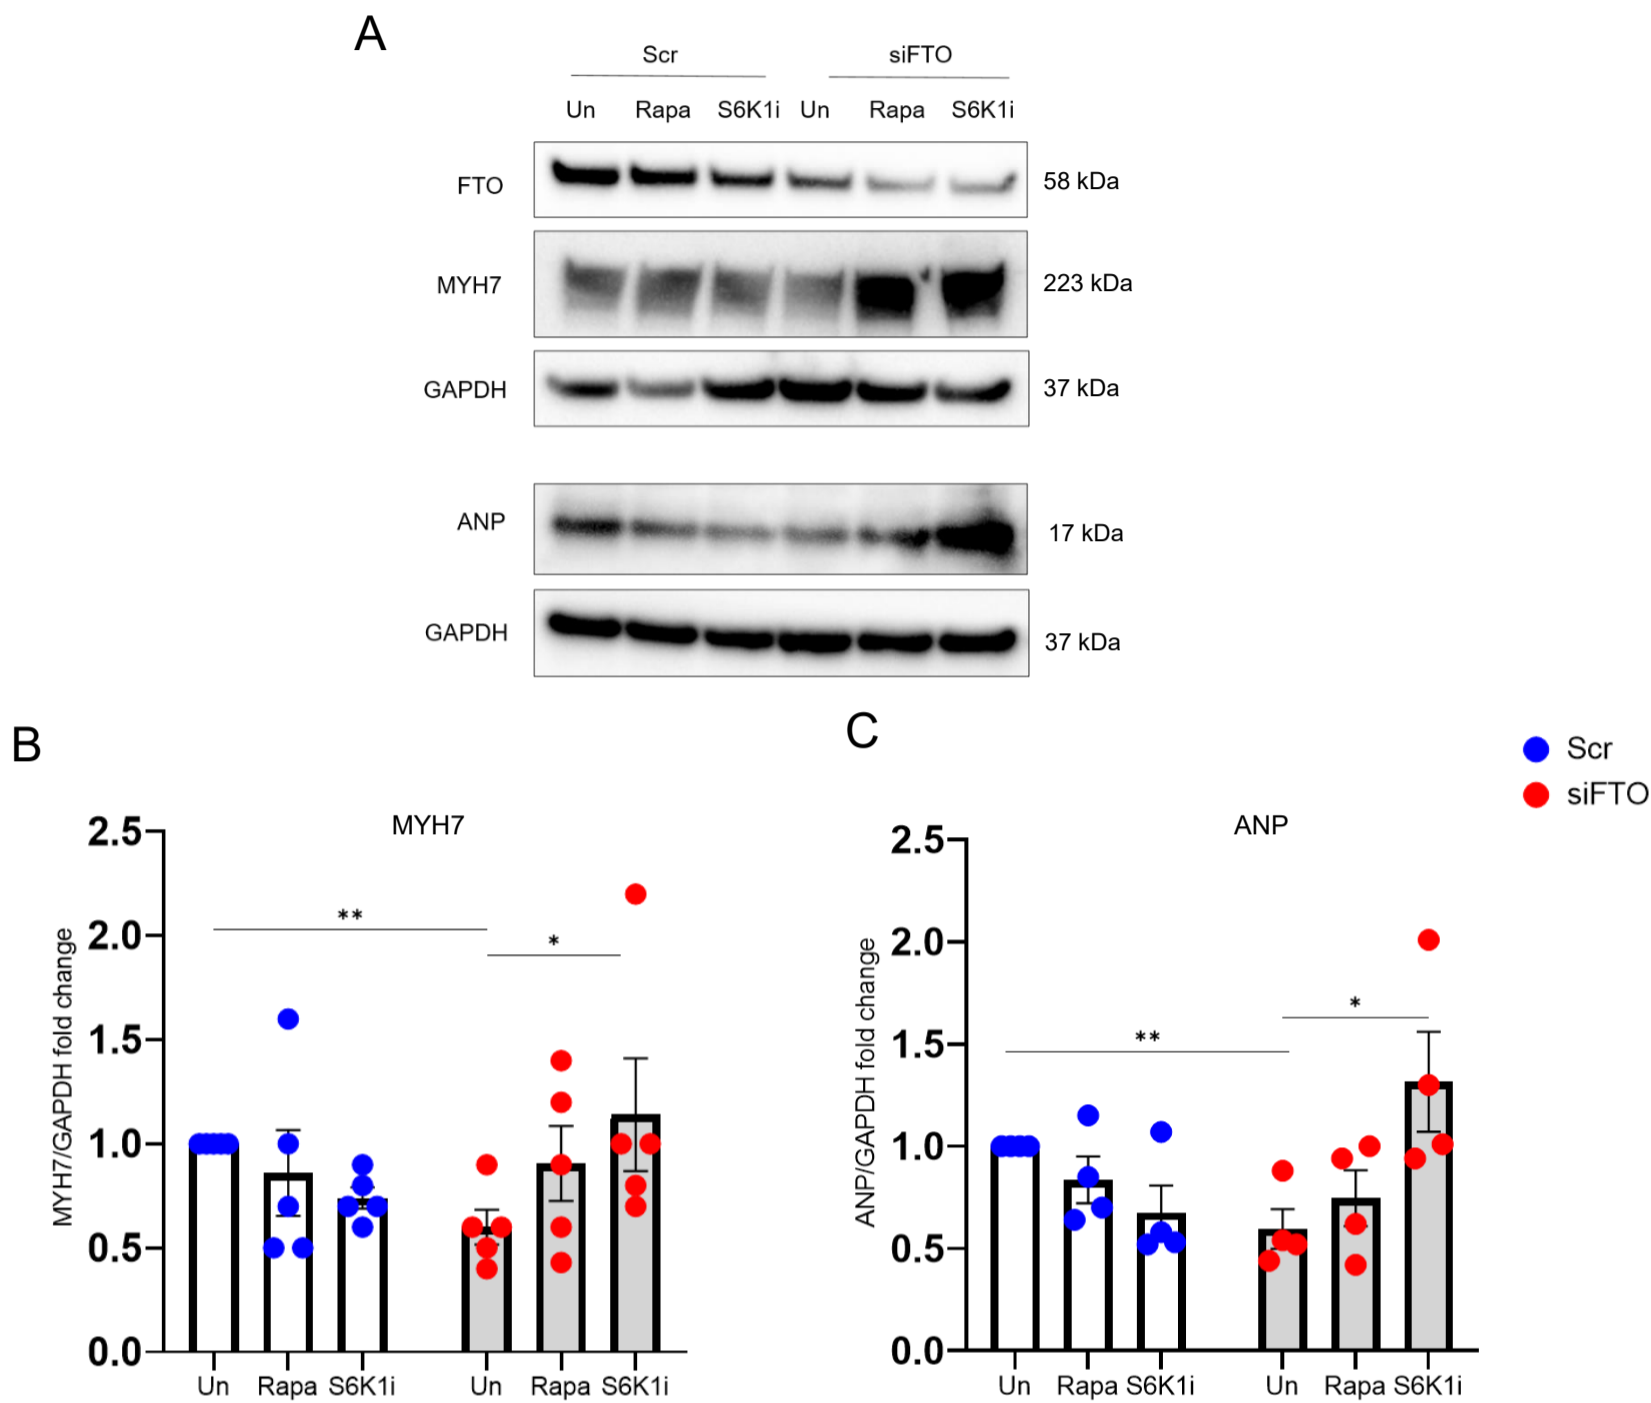 A
Scr siFTO
Un Rapa S6K1i Un Rapa S6K1i
FTO 58 kDa
MYH7 223 kDa
GAPDH 37 kDa
ANP 17 kDa
GAPDH 37 kDa
B
C
Scr
siFTO
MYH7
MYH7/GAPDH fold change
2.5
2.0
1.5
1.0
0.5
0.0
**
*
Un Rapa S6K1i Un Rapa S6K1i
ANP
ANP/GAPDH fold change
2.5
2.0
1.5
1.0
0.5
0.0
**
*
Un Rapa S6K1i Un Rapa S6K1i